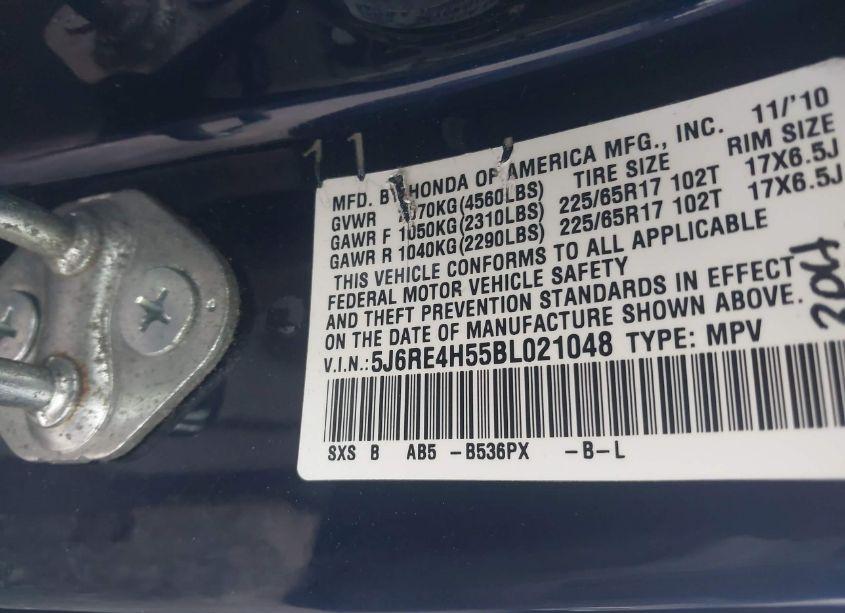 11/'10
MFD. BY HONDA OF AMERICA MFG., INC.
TIRE SIZE RIM SIZE
GVWR 70KG(4560LBS)
GAWR F 1050KG(2310LBS) 225/65R17 102T 17X6.5J
GAWR R 1040KG(2290LBS) 225/65R17 102T 17X6.5J
THIS VEHICLE CONFORMS TO ALL APPLICABLE
FEDERAL MOTOR VEHICLE SAFETY
AND THEFT PREVENTION STANDARDS IN EFFECT
ON THE DATE OF MANUFACTURE SHOWN ABOVE.
V.I.N.: 5J6RE4H55BL021048 TYPE: MPV
SXS B AB5 -B536PX -B-L